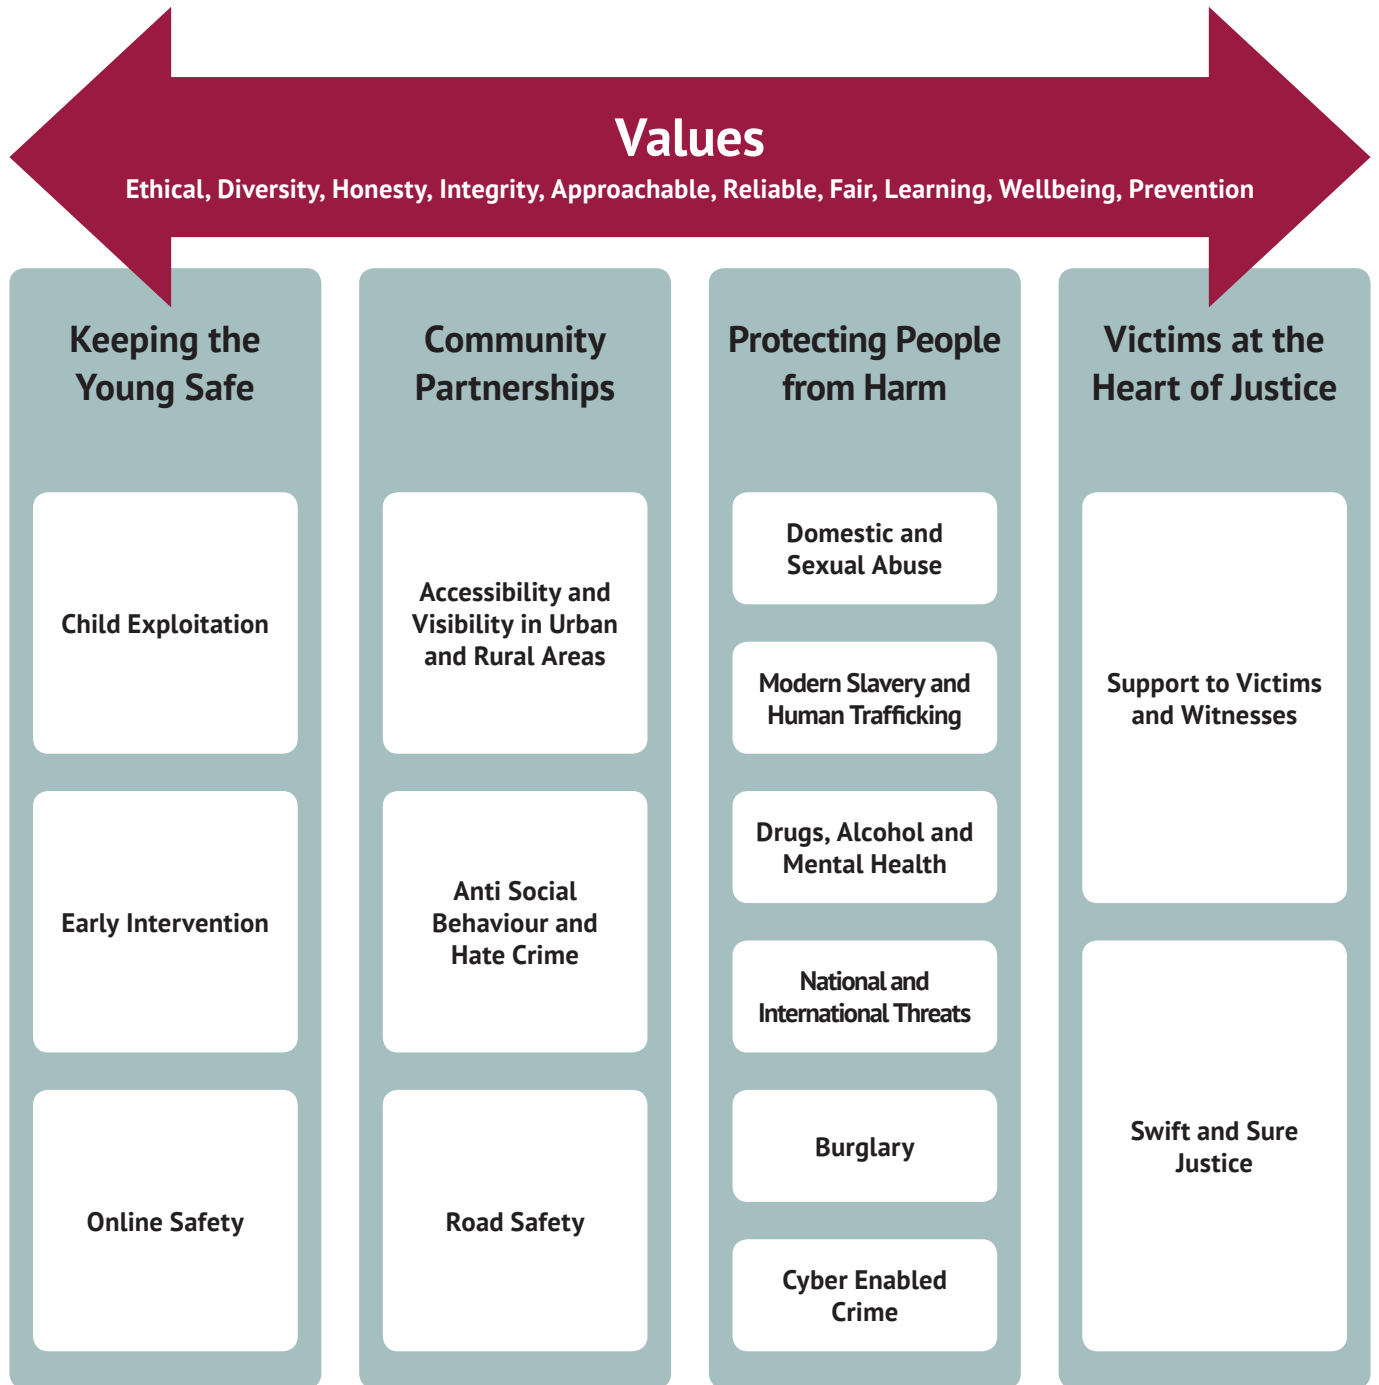 Values
Ethical, Diversity, Honesty, Integrity, Approachable, Reliable, Fair, Learning, Wellbeing, Prevention
Keeping the
Young Safe
Child Exploitation
Early Intervention
Online Safety
Community
Partnerships
Accessibility and
Visibility in Urban
and Rural Areas
Anti Social
Behaviour and
Hate Crime
Road Safety
Protecting People
from Harm
Domestic and
Sexual Abuse
Modern Slavery and
Human Trafficking
Drugs, Alcohol and
Mental Health
National and
International Threats
Burglary
Cyber Enabled
Crime
Victims at the
Heart of Justice
Support to Victims
and Witnesses
Swift and Sure
Justice